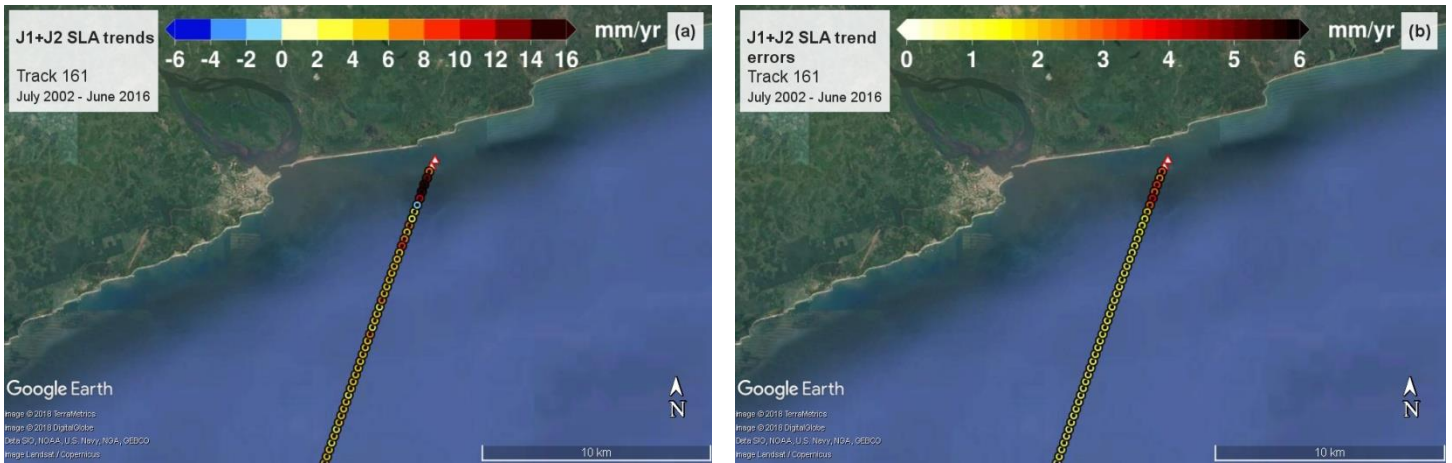 J1+J2 SLA trends
Track 161
July 2002 - June 2016
mm/yr
(a)
-6 -4 -2 0 2 4 6 8 10 12 14 16
Google Earth
Image © 2018 TerraMetrics
Image © 2018 DigitalGlobe
Data SIO, NOAA, U.S. Navy, NGA, GEBCO
Image Landsat / Copernicus
N
10 km
J1+J2 SLA trend
errors
Track 161
July 2002 - June 2016
mm/yr
(b)
0 1 2 3 4 5 6
Google Earth
Image © 2018 TerraMetrics
Image © 2018 DigitalGlobe
Data SIO, NOAA, U.S. Navy, NGA, GEBCO
Image Landsat / Copernicus
N
10 km